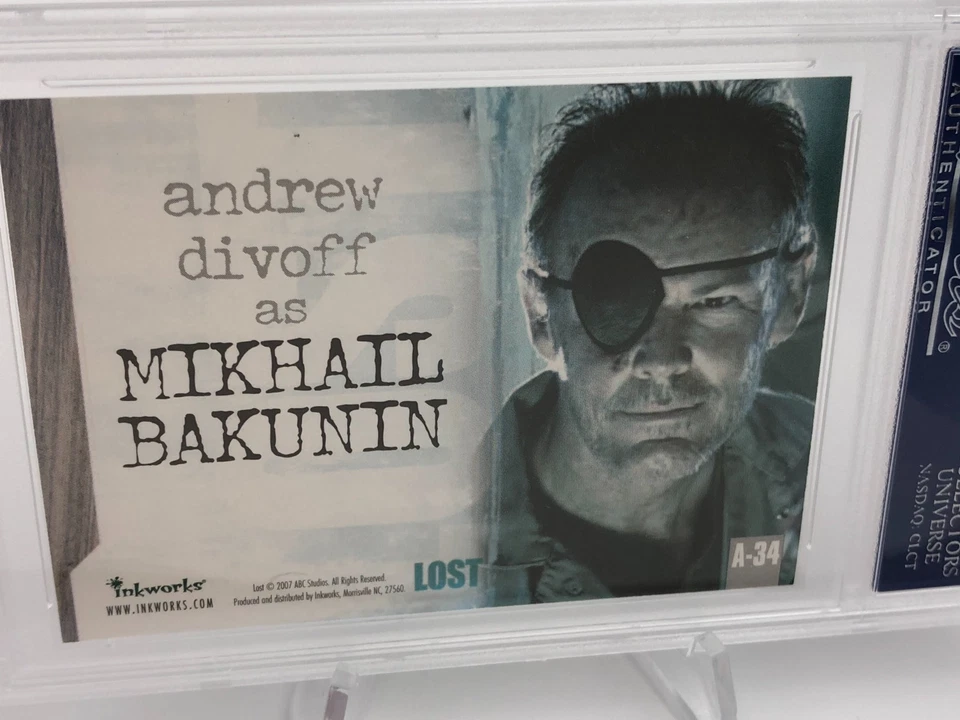 andrew
divoff
as
MIKHAIL
BAKUNIN
inkworks®
WWW.INKWORKS.COM
Lost © 2007 ABC Studios. All Rights Reserved.
Produced and distributed by Inkworks, Morrisville NC, 27560.
LOST
A-34
AUTHENTICATOR
®
UNIVERSE
NASDAQ: CLCT